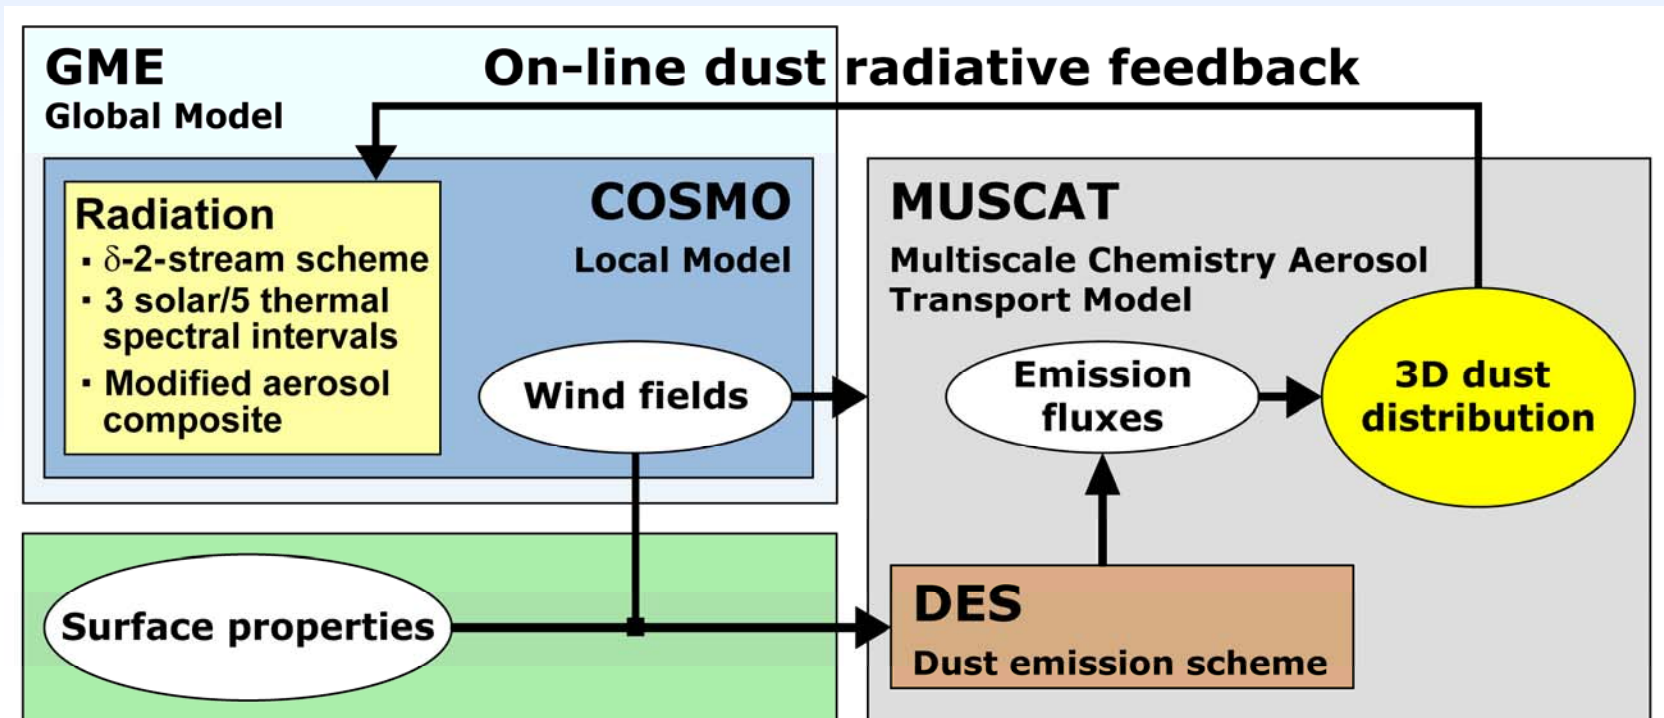 GME
Global Model
On-line dust radiative feedback
Radiation
▪ δ-2-stream scheme
▪ 3 solar/5 thermal
spectral intervals
▪ Modified aerosol
composite
COSMO
Local Model
Wind fields
MUSCAT
Multiscale Chemistry Aerosol
Transport Model
Emission
fluxes
3D dust
distribution
Surface properties
DES
Dust emission scheme